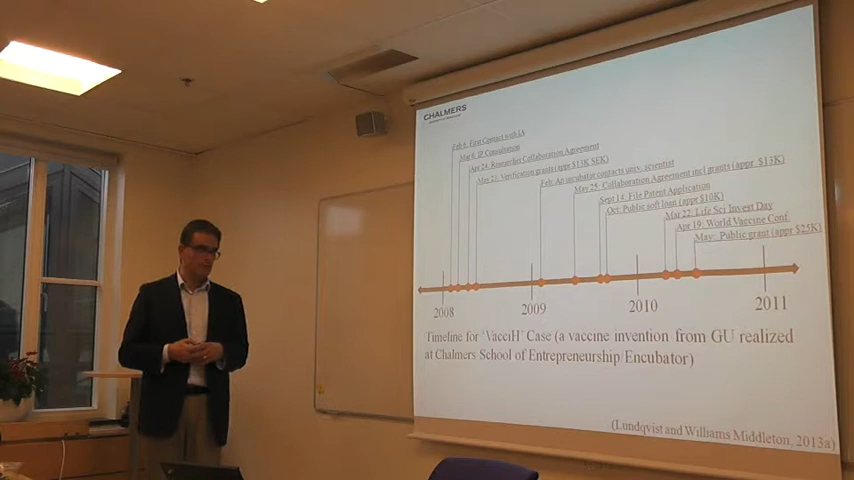 CHALMERS
Feb 6: First Contact with IA
Mar 6: IP Consultation
Apr 24: Researcher Collaboration Agreement
May 23: Verification grants (appr $13K SEK)
Feb: An incubator contacts univ. scientist
May 25: Collaboration Agreement incl grants (appr. $13K)
Sept 14: File Patent Application
Oct: Public soft loan (appr $10K)
Mar 22: Life Sci Invest Day
Apr 19: World Vaccine Conf
May: Public grant (appr $25K)
2008
2009
2010
2011
Timeline for 'VacciH' Case (a vaccine invention from GU realized
at Chalmers School of Entrepreneurship Encubator)
(Lundqvist and Williams Middleton, 2013a)